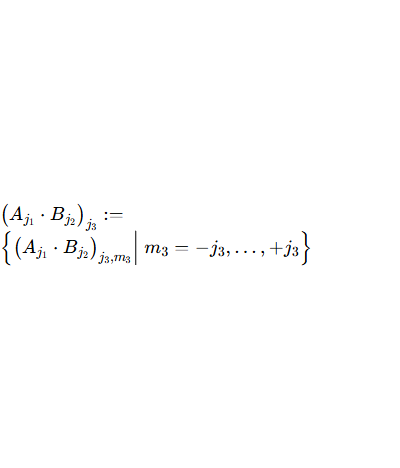 (A_{j_1} · B_{j_2})_{j_3} :=
{(A_{j_1} · B_{j_2})_{j_3,m_3} | m_3 = −j_3, …, +j_3}